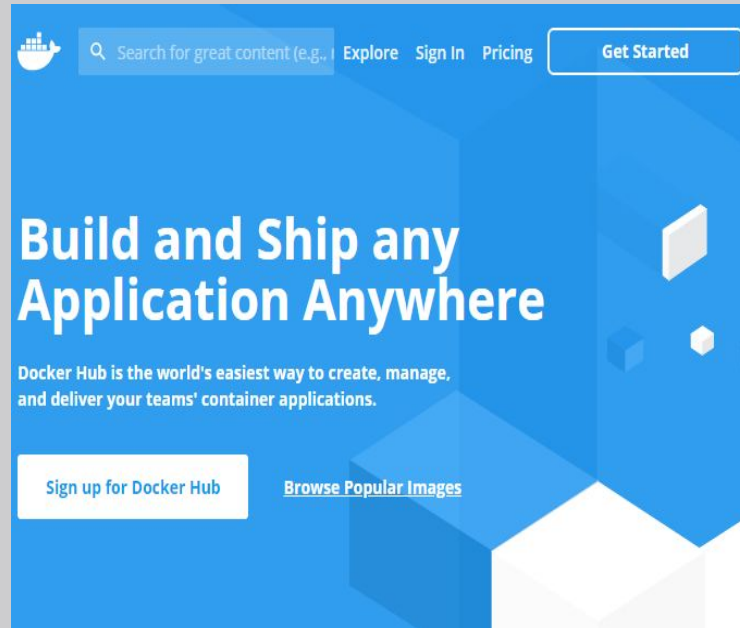 Search for great content (e.g.,
Explore Sign In Pricing Get Started
Build and Ship any
Application Anywhere
Docker Hub is the world's easiest way to create, manage,
and deliver your teams' container applications.
Sign up for Docker Hub
Browse Popular Images